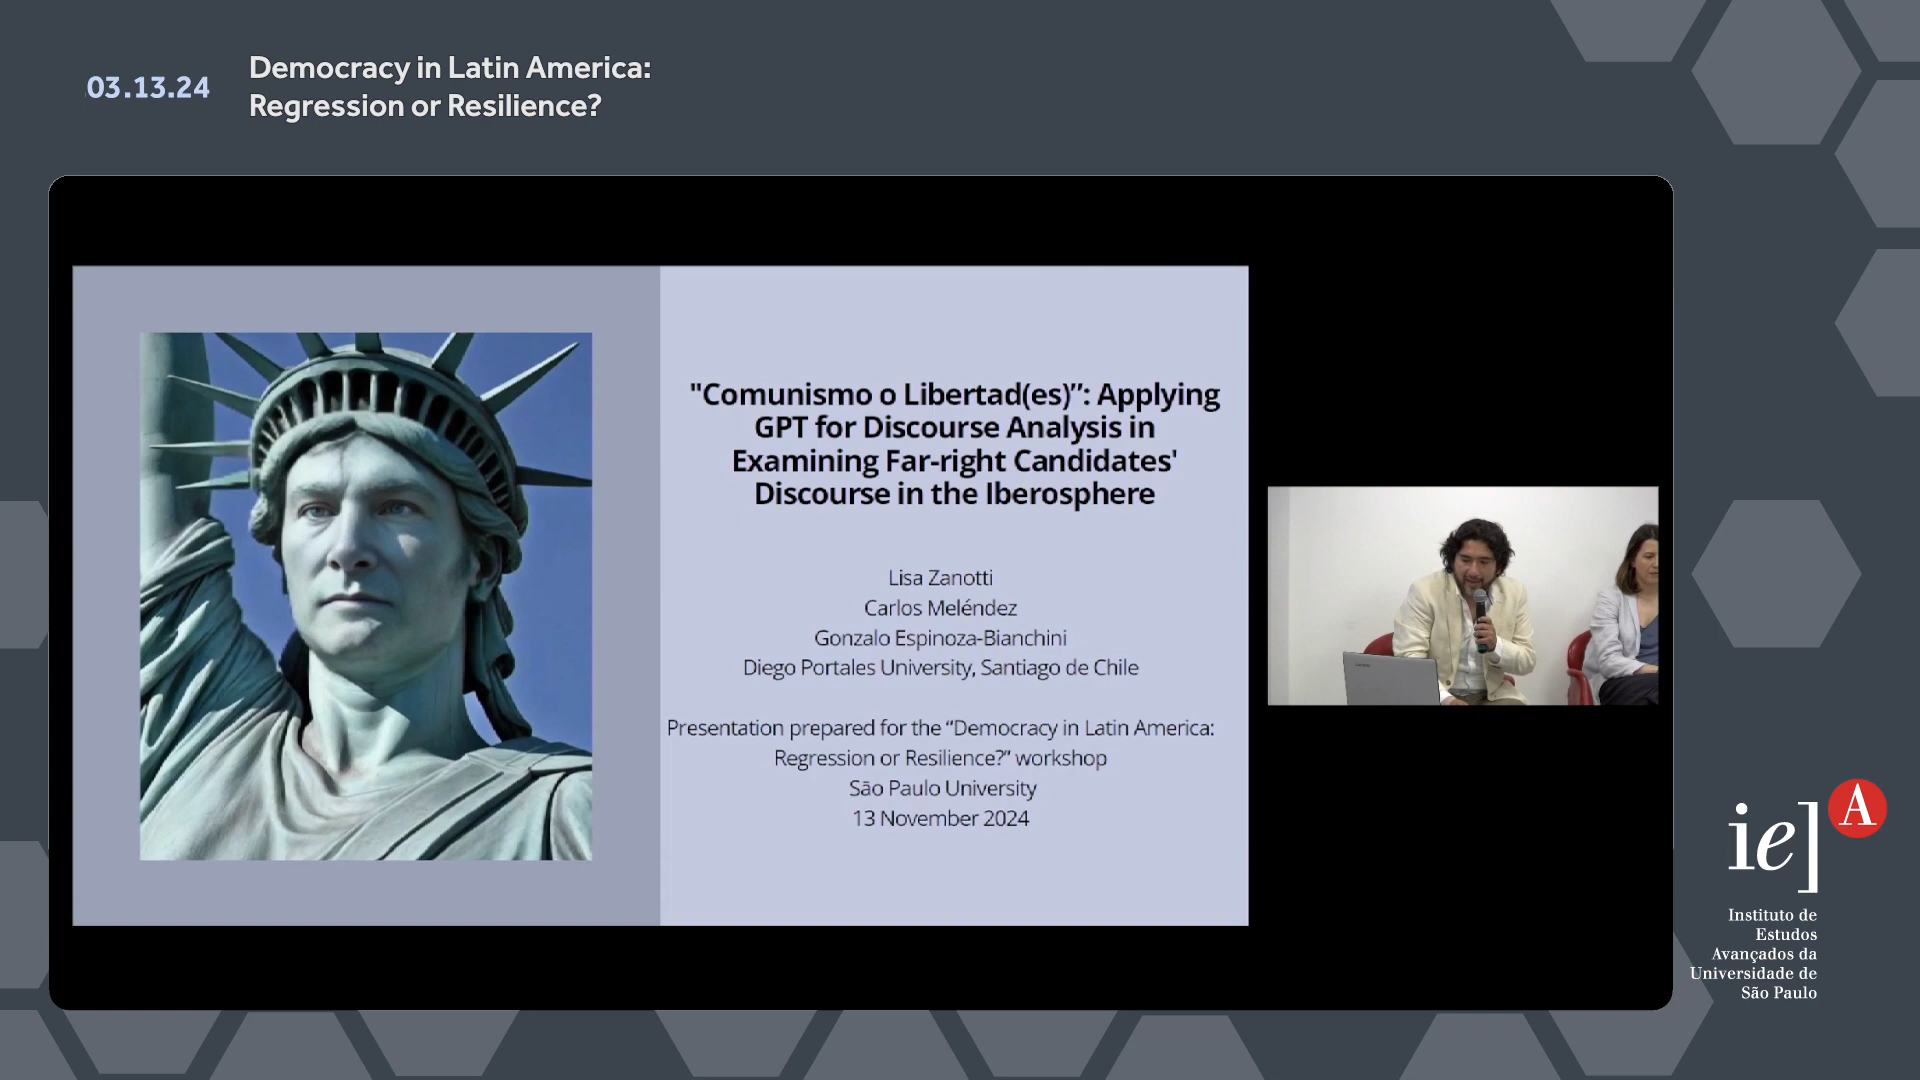 03.13.24
Democracy in Latin America:
Regression or Resilience?
"Comunismo o Libertad(es)”: Applying
GPT for Discourse Analysis in
Examining Far-right Candidates'
Discourse in the Iberosphere
Lisa Zanotti
Carlos Meléndez
Gonzalo Espinoza-Bianchini
Diego Portales University, Santiago de Chile
Presentation prepared for the “Democracy in Latin America:
Regression or Resilience?” workshop
São Paulo University
13 November 2024
ie] A
Instituto de
Estudos
Avançados da
Universidade de
São Paulo